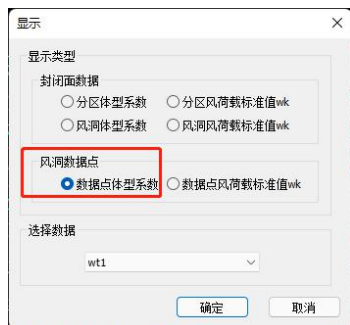 显示
显示类型
封闭面数据
分区体型系数 分区风荷载标准值wk
风洞体型系数 风洞风荷载标准值wk
风洞数据点
数据点体型系数 数据点风荷载标准值wk
选择数据
wt1
确定 取消